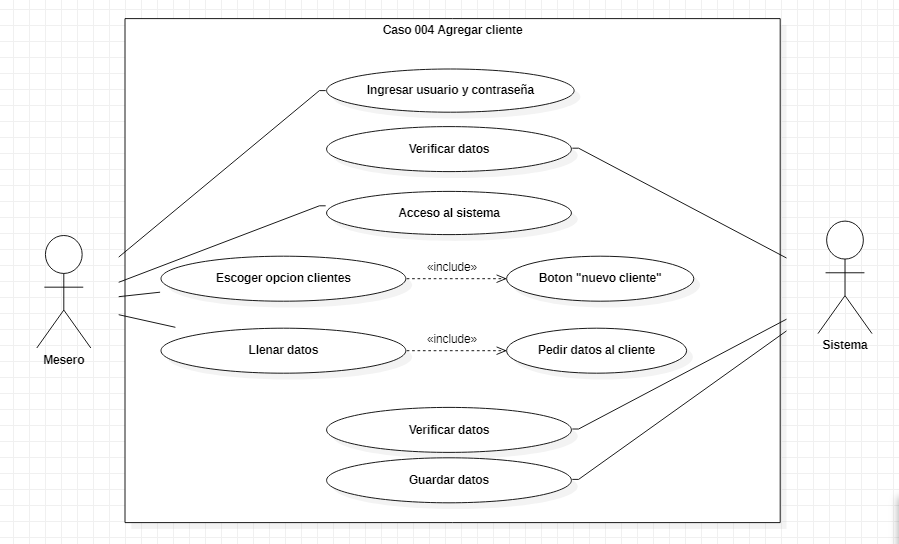 Caso 004 Agregar cliente
Ingresar usuario y contraseña
Verificar datos
Acceso al sistema
Escoger opcion clientes
«include»
Boton "nuevo cliente"
Llenar datos
«include»
Pedir datos al cliente
Mesero
Sistema
Verificar datos
Guardar datos